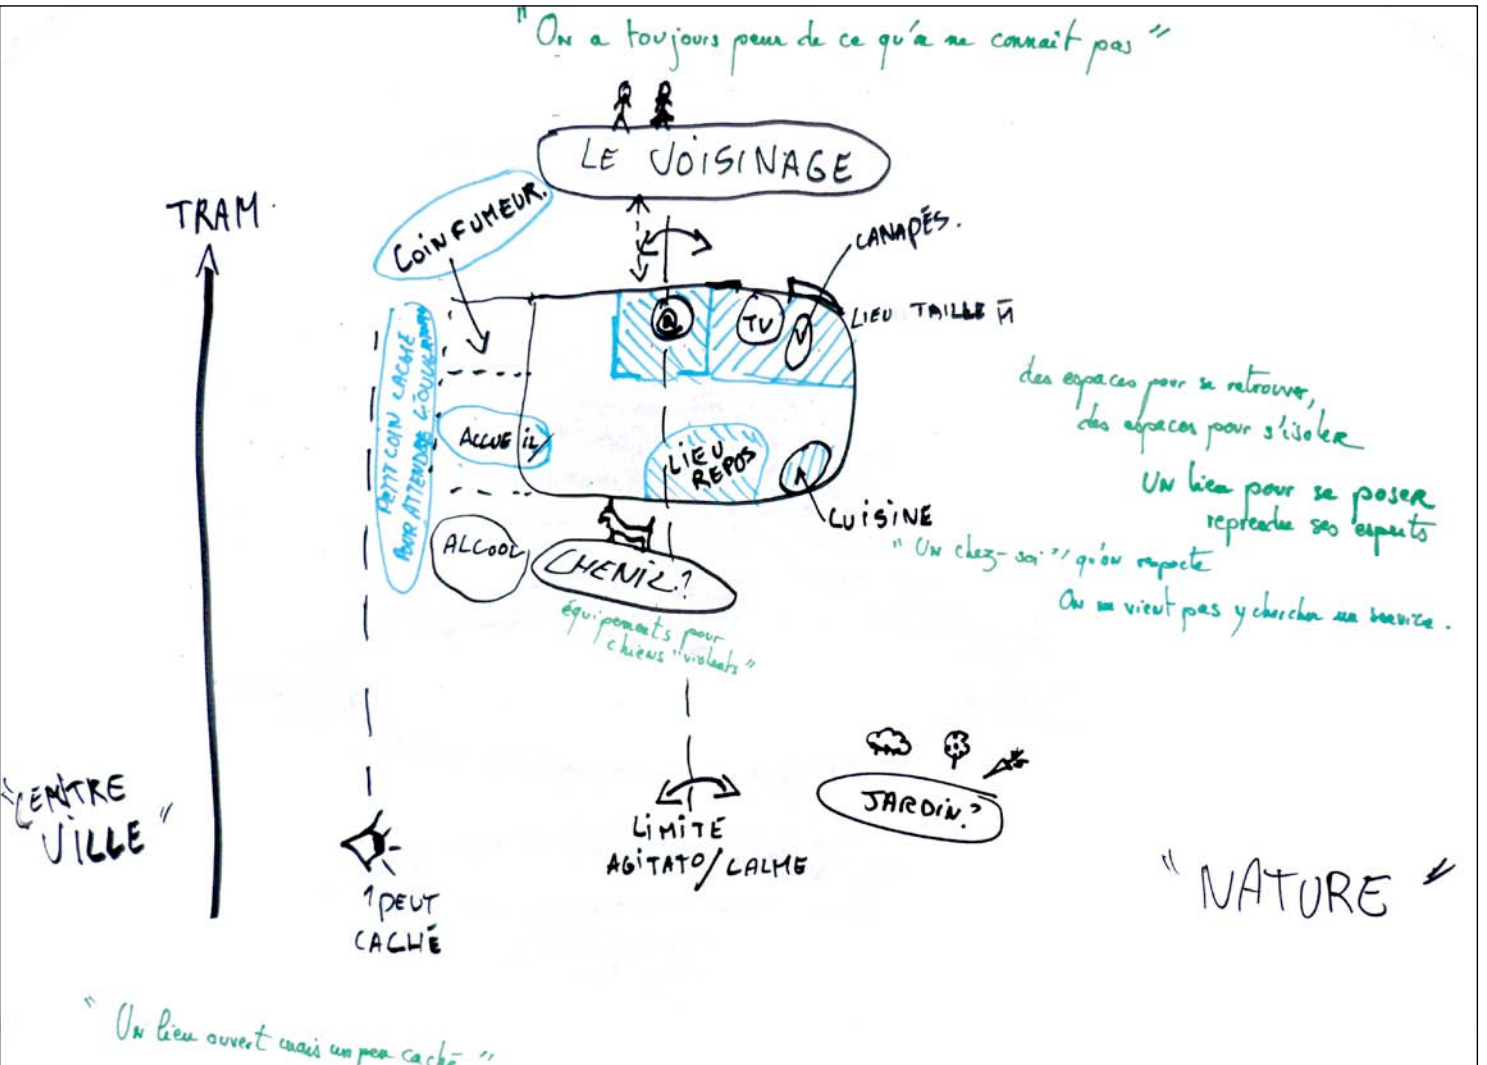 "On a toujours peur de ce qu'on ne connait pas"
LE VOISINAGE
TRAM
COIN FUMEUR.
CANAPÉS.
LIEU TAILLE M
@
TV
PETIT COIN CACHÉ
POUR ATTENDRE
ACCUEIL
LIEU
REPOS
CUISINE
ALCOOL
CHENIL?
équipements pour
chiens "violents"
des espaces pour se retrouver,
des espaces pour s'isoler
UN lieu pour se poser
reprendre ses esprits
"Un chez-soi" qu'on respecte
On ne vient pas y chercher un service.
"CENTRE
VILLE"
1 PEUT
CACHÉ
LIMITE
AGITATO/CALME
JARDIN?
"NATURE"
"Un lieu ouvert mais un peu caché"